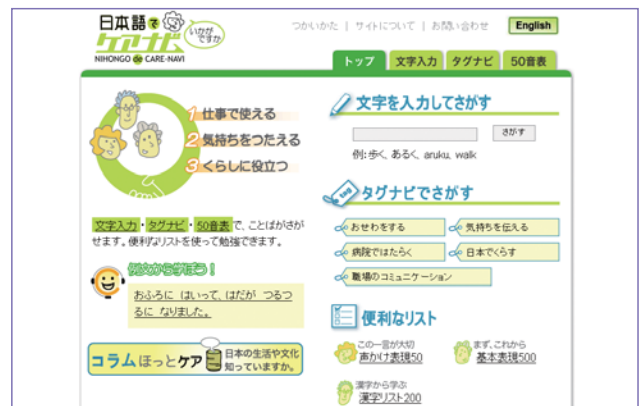 日本語で
ケアナビ
いかがですか
NIHONGO de CARE-NAVI
つかいかた | サイトについて | お問い合わせ
English
トップ
文字入力
タグナビ
50音表
1 仕事で使える
2 気持ちをつたえる
3 くらしに役立つ
文字入力・タグナビ・50音表で、ことばがさが
せます。便利なリストを使って勉強できます。
例文から学ぼう!
おふろに はいって、はだが つるつ
るに なりました。
コラムほっとケア
日本の生活や文化
知っていますか。
文字を入力してさがす
さがす
例: 歩く、あるく、aruku、walk
tag
タグナビでさがす
おせわをする
気持ちを伝える
病院ではたらく
日本でくらす
職場のコミュニケーション
便利なリスト
この一言が大切
声かけ表現50
まず、これから
基本表現500
漢字から学ぶ
漢字リスト200